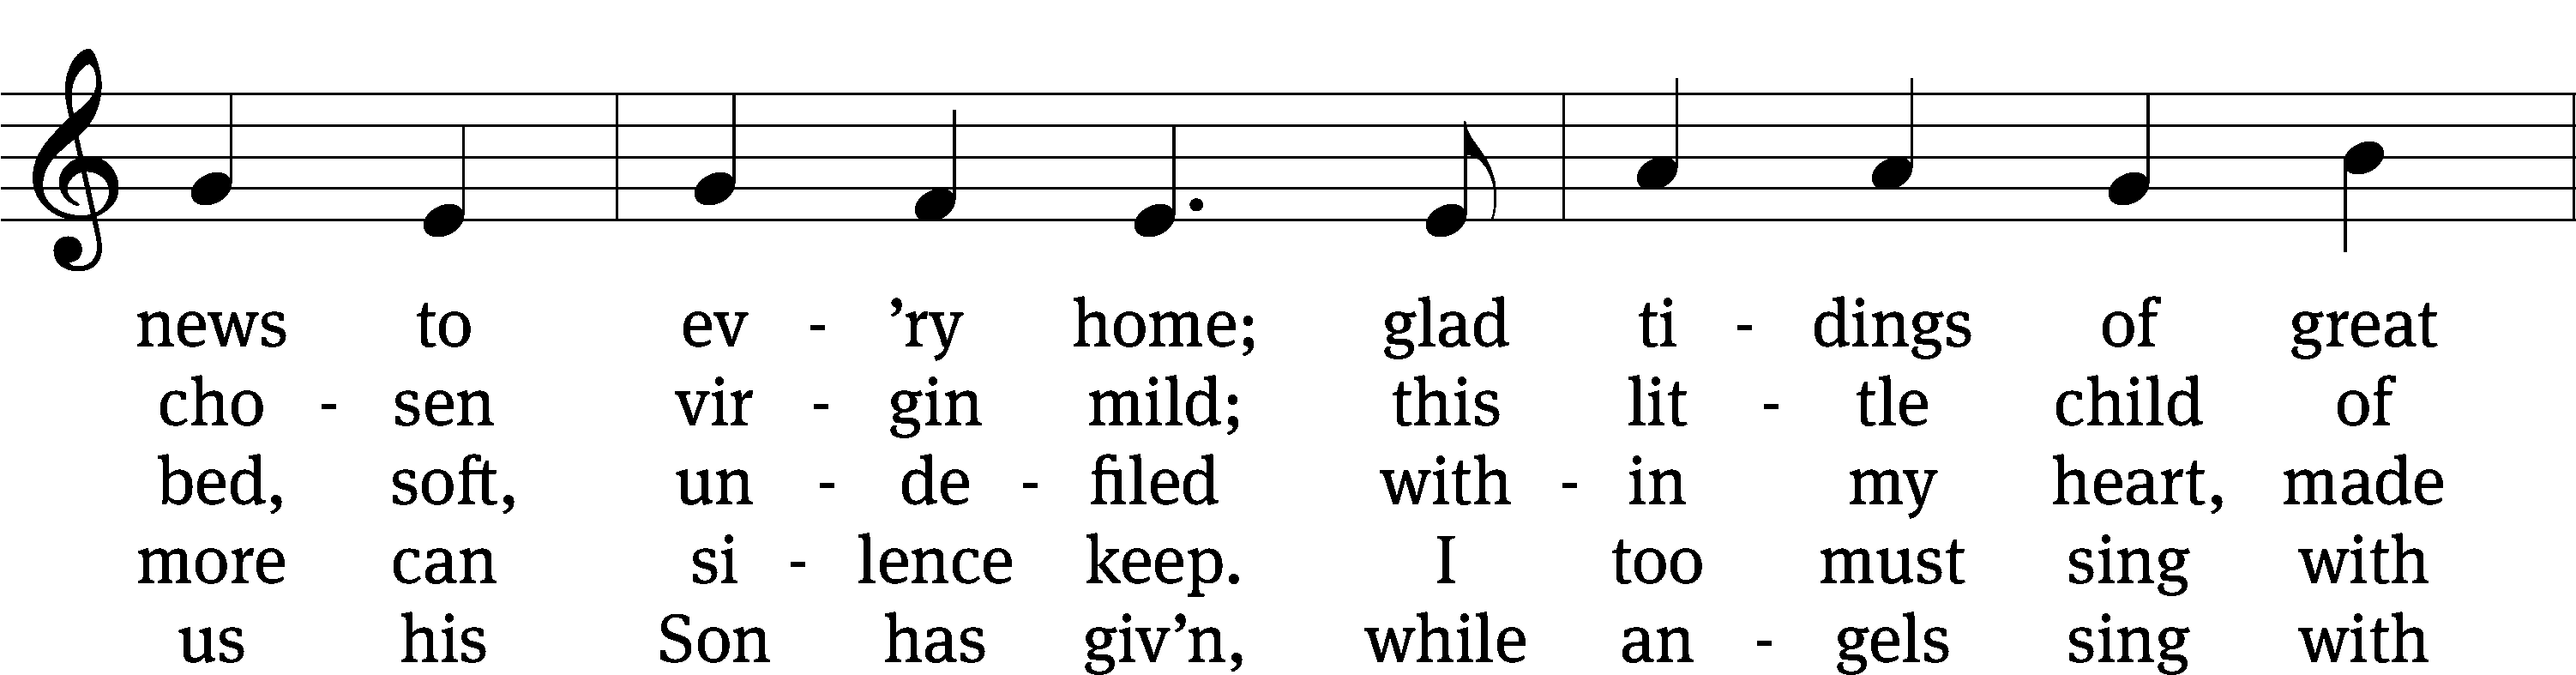 news to ev - ’ry home; glad ti - dings of great
cho - sen vir - gin mild; this lit - tle child of
bed, soft, un - de - filed with - in my heart, made
more can si - lence keep. I too must sing with
us his Son has giv’n, while an - gels sing with